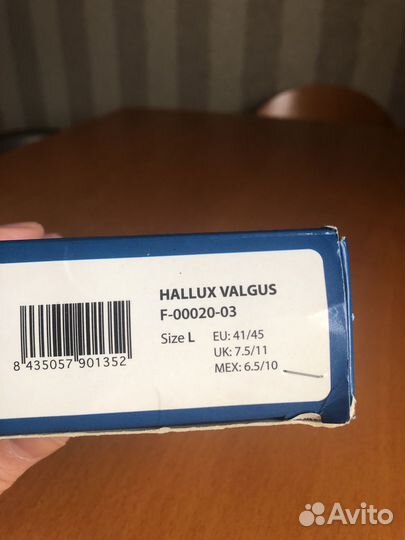 HALLUX VALGUS
F-00020-03
Size L EU: 41/45
UK: 7.5/11
MEX: 6.5/10
8 435057 901352
Avito